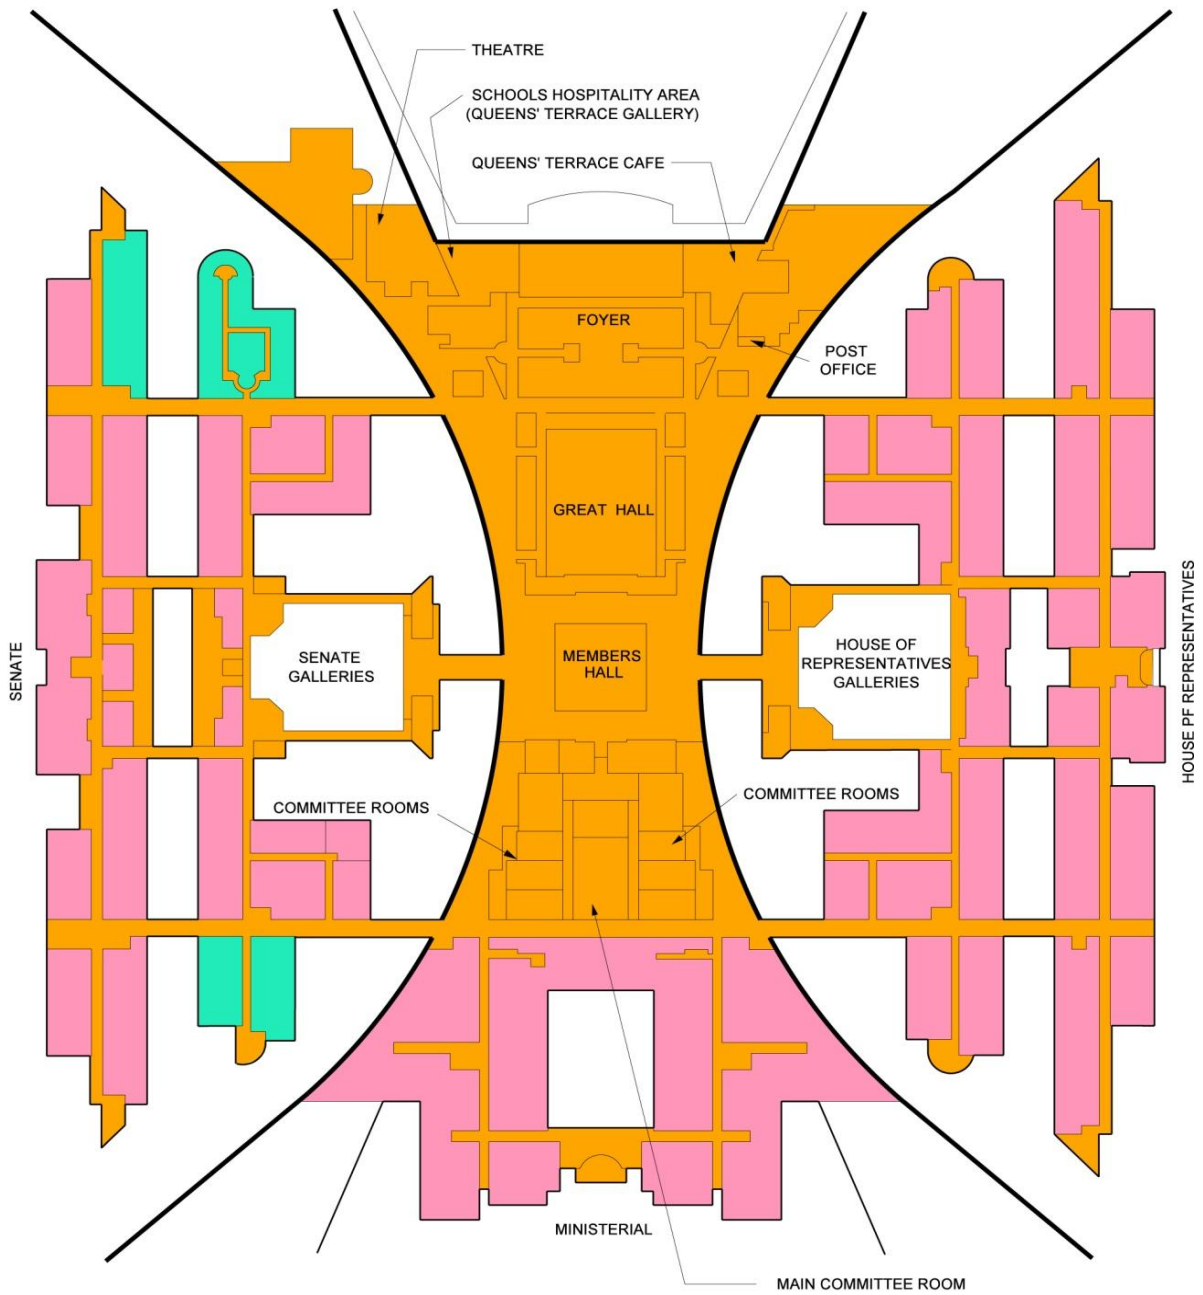 THEATRE
SCHOOLS HOSPITALITY AREA
(QUEENS' TERRACE GALLERY)
QUEENS' TERRACE CAFE
FOYER
POST
OFFICE
GREAT HALL
SENATE
SENATE
GALLERIES
MEMBERS
HALL
HOUSE OF
REPRESENTATIVES
GALLERIES
HOUSE PF REPRESENTATIVES
COMMITTEE ROOMS
COMMITTEE ROOMS
MINISTERIAL
MAIN COMMITTEE ROOM